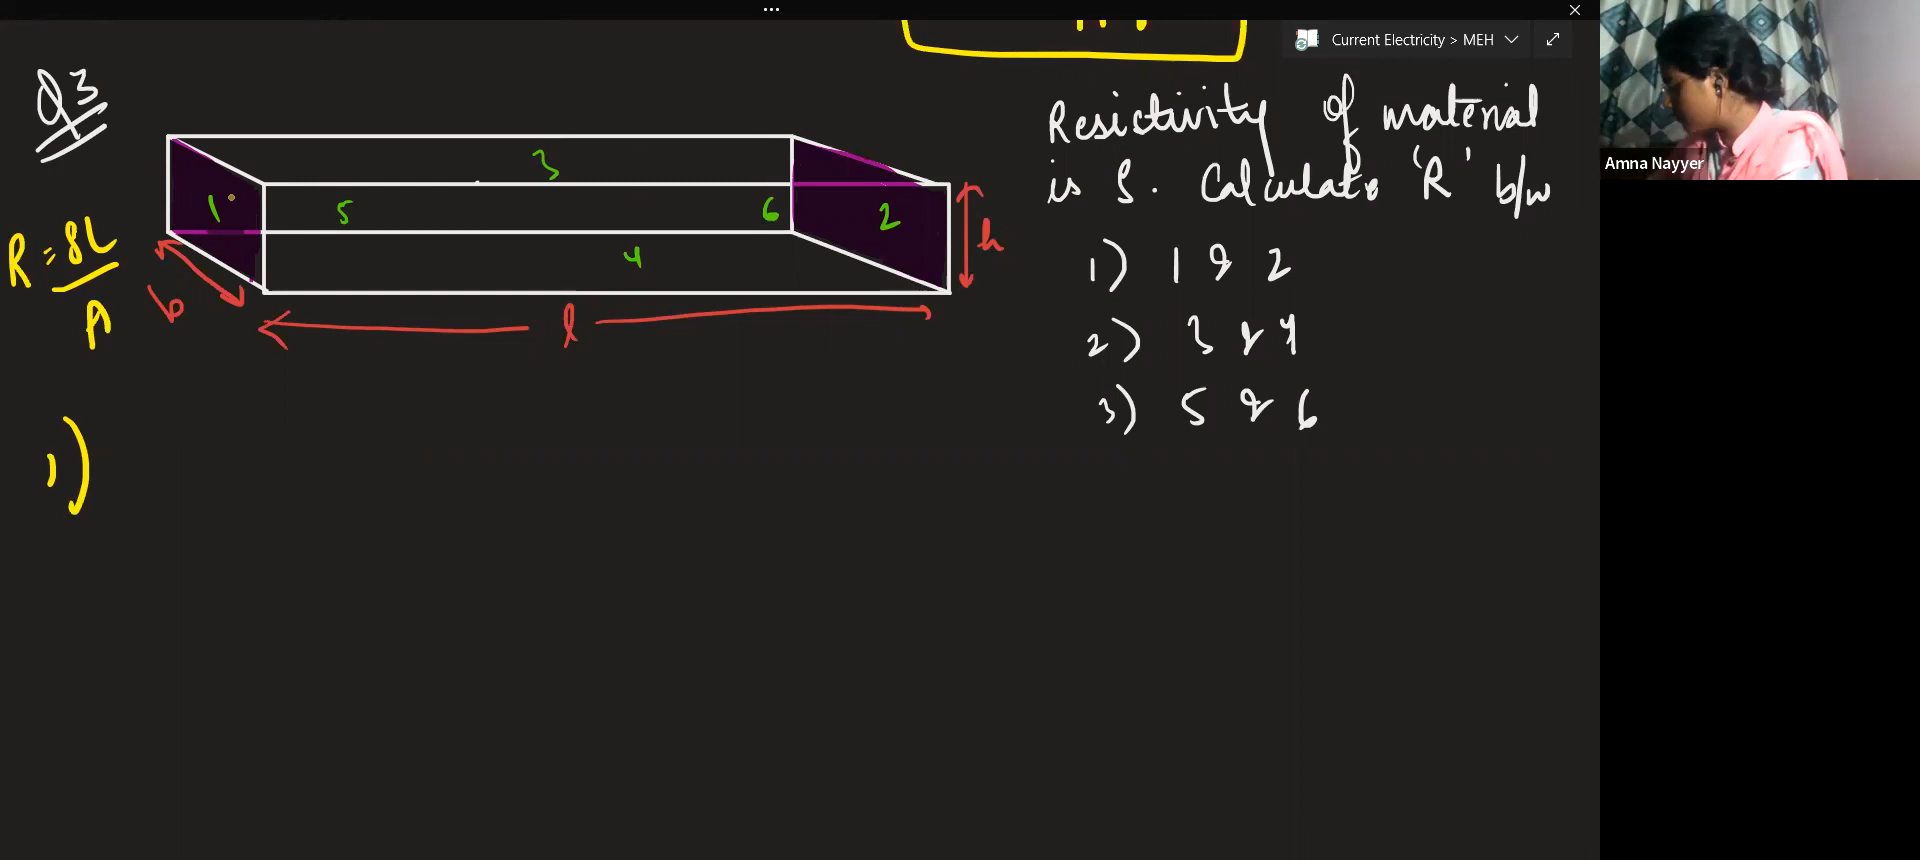 Current Electricity > MEH
Q3
Resistivity of material
is ρ. Calculate 'R' b/w
1) 1 & 2
2) 3 & 4
3) 5 & 6
3
1
5
6
2
4
R = ρL
A
h
b
l
1)
Amna Nayyer